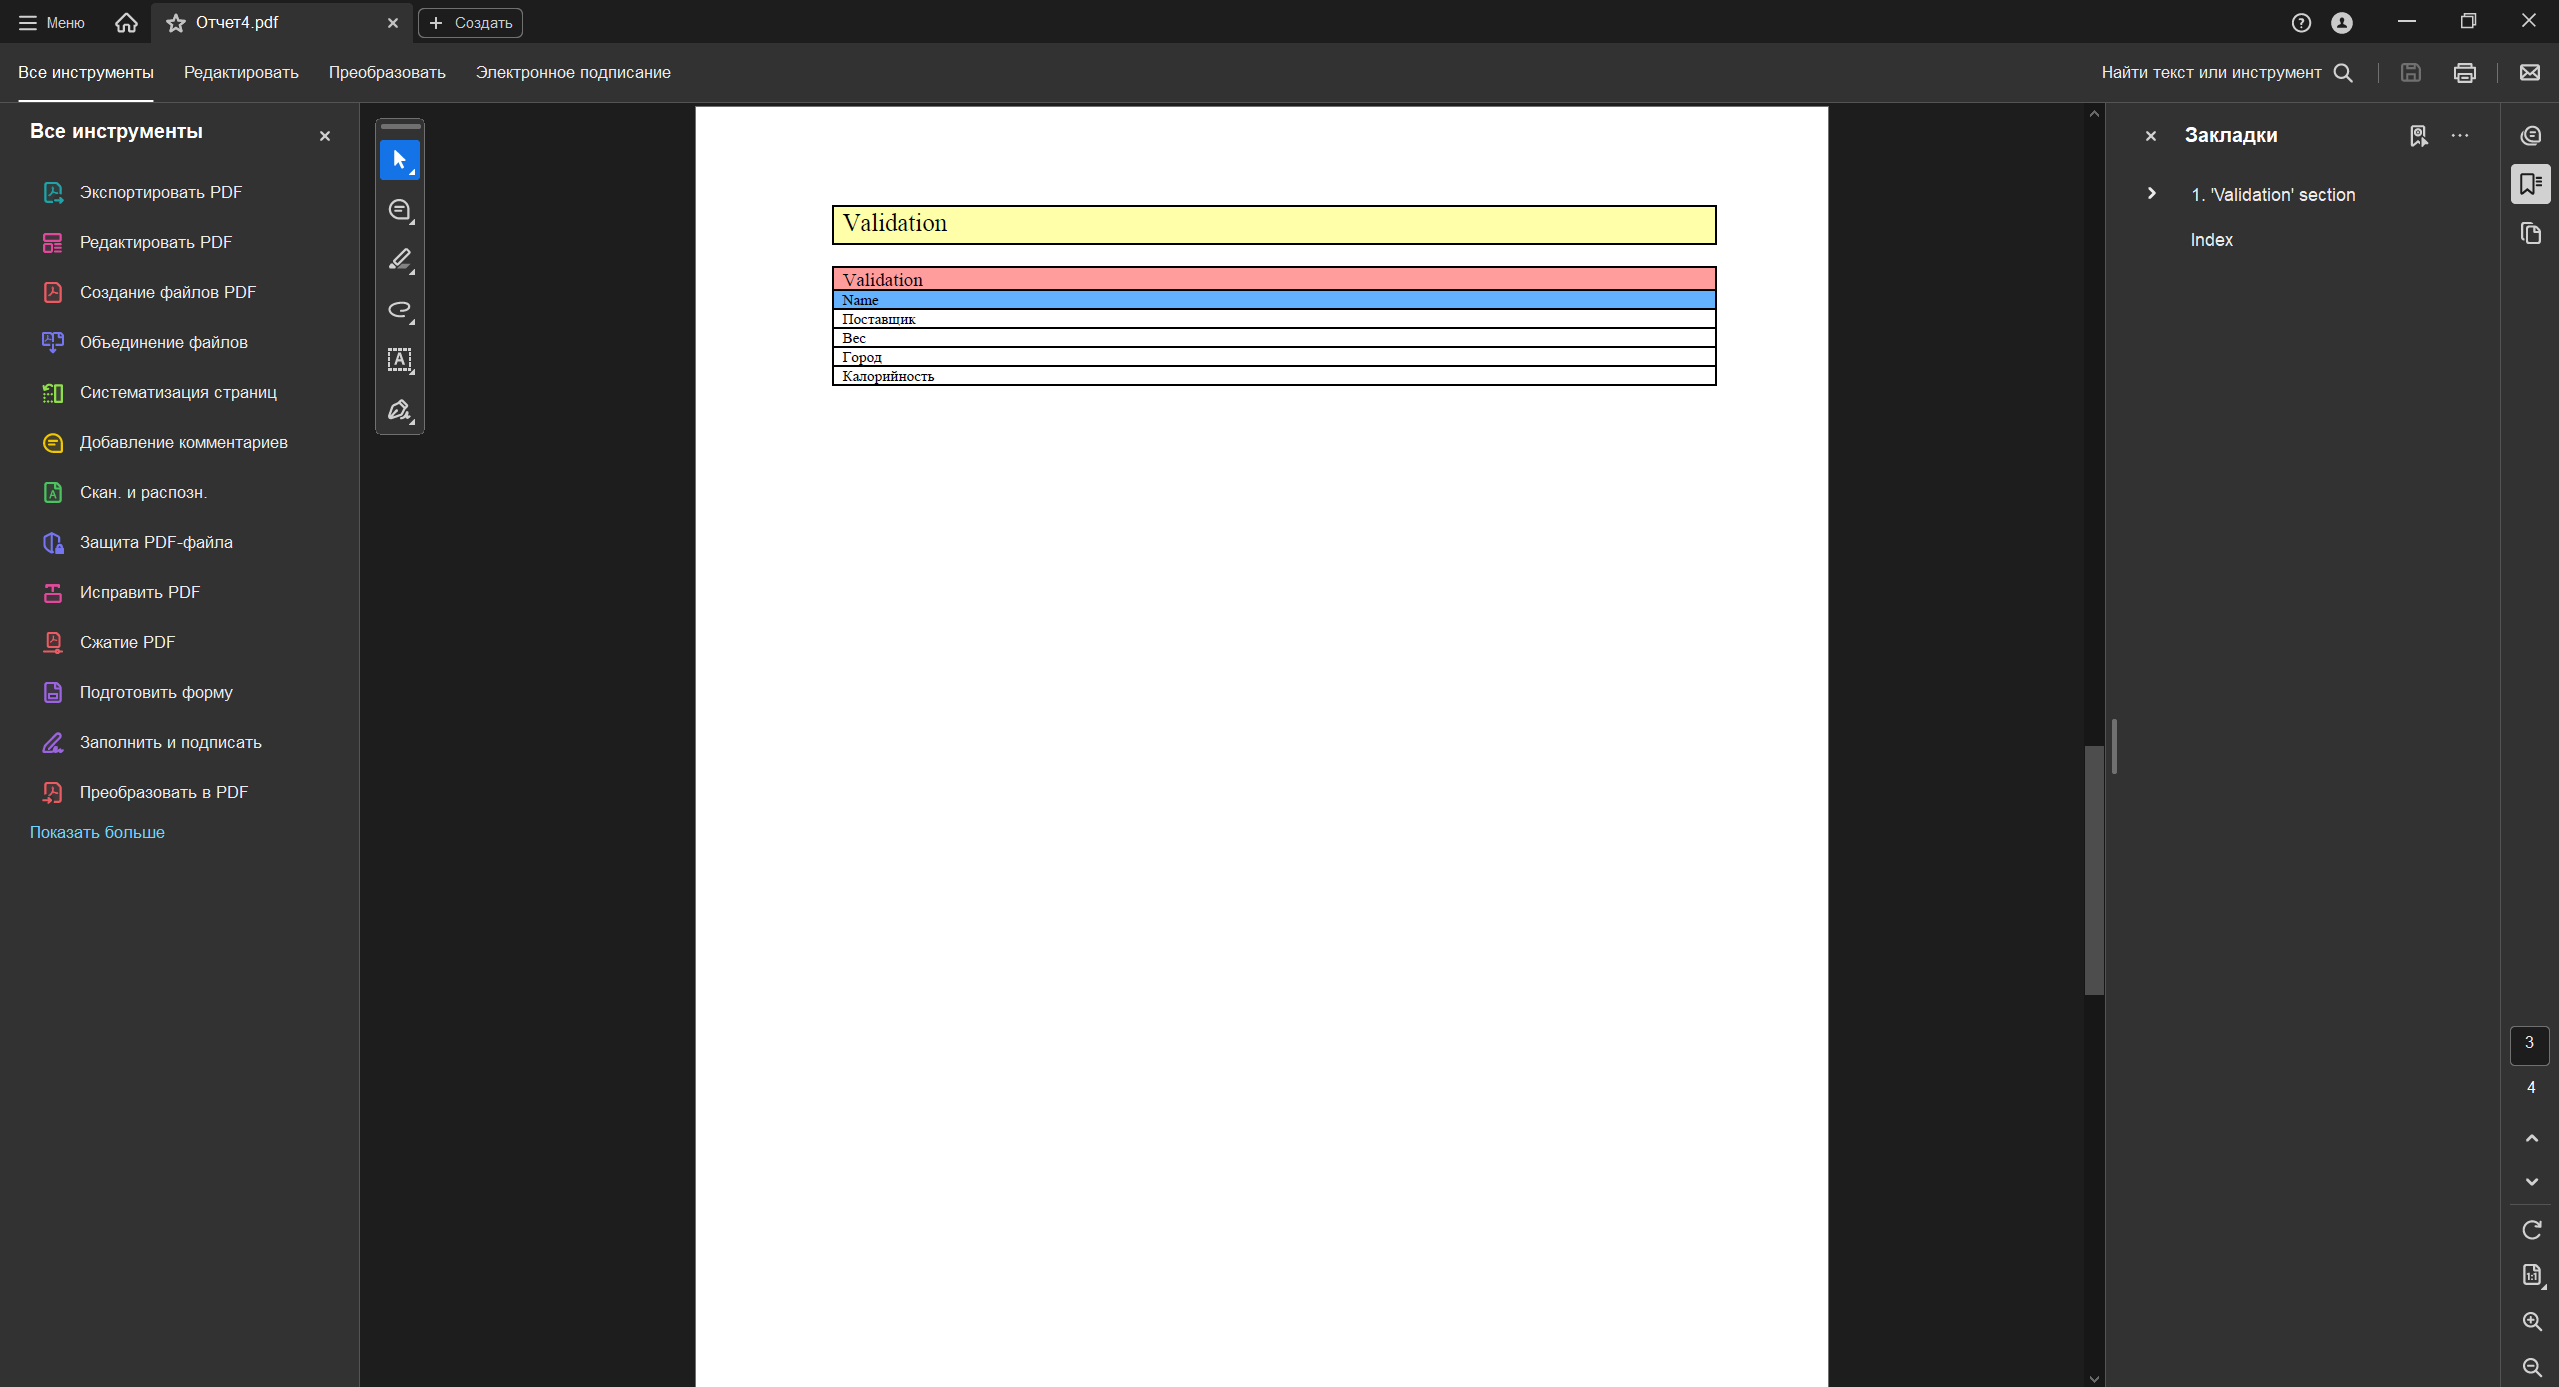 Меню
Отчет4.pdf
Создать
Все инструменты
Редактировать
Преобразовать
Электронное подписание
Найти текст или инструмент
Все инструменты
Экспортировать PDF
Редактировать PDF
Создание файлов PDF
Объединение файлов
Систематизация страниц
Добавление комментариев
Скан. и распозн.
Защита PDF-файла
Исправить PDF
Сжатие PDF
Подготовить форму
Заполнить и подписать
Преобразовать в PDF
Показать больше
Validation
Validation
Name
Поставщик
Вес
Город
Калорийность
Закладки
1. 'Validation' section
Index
3
4